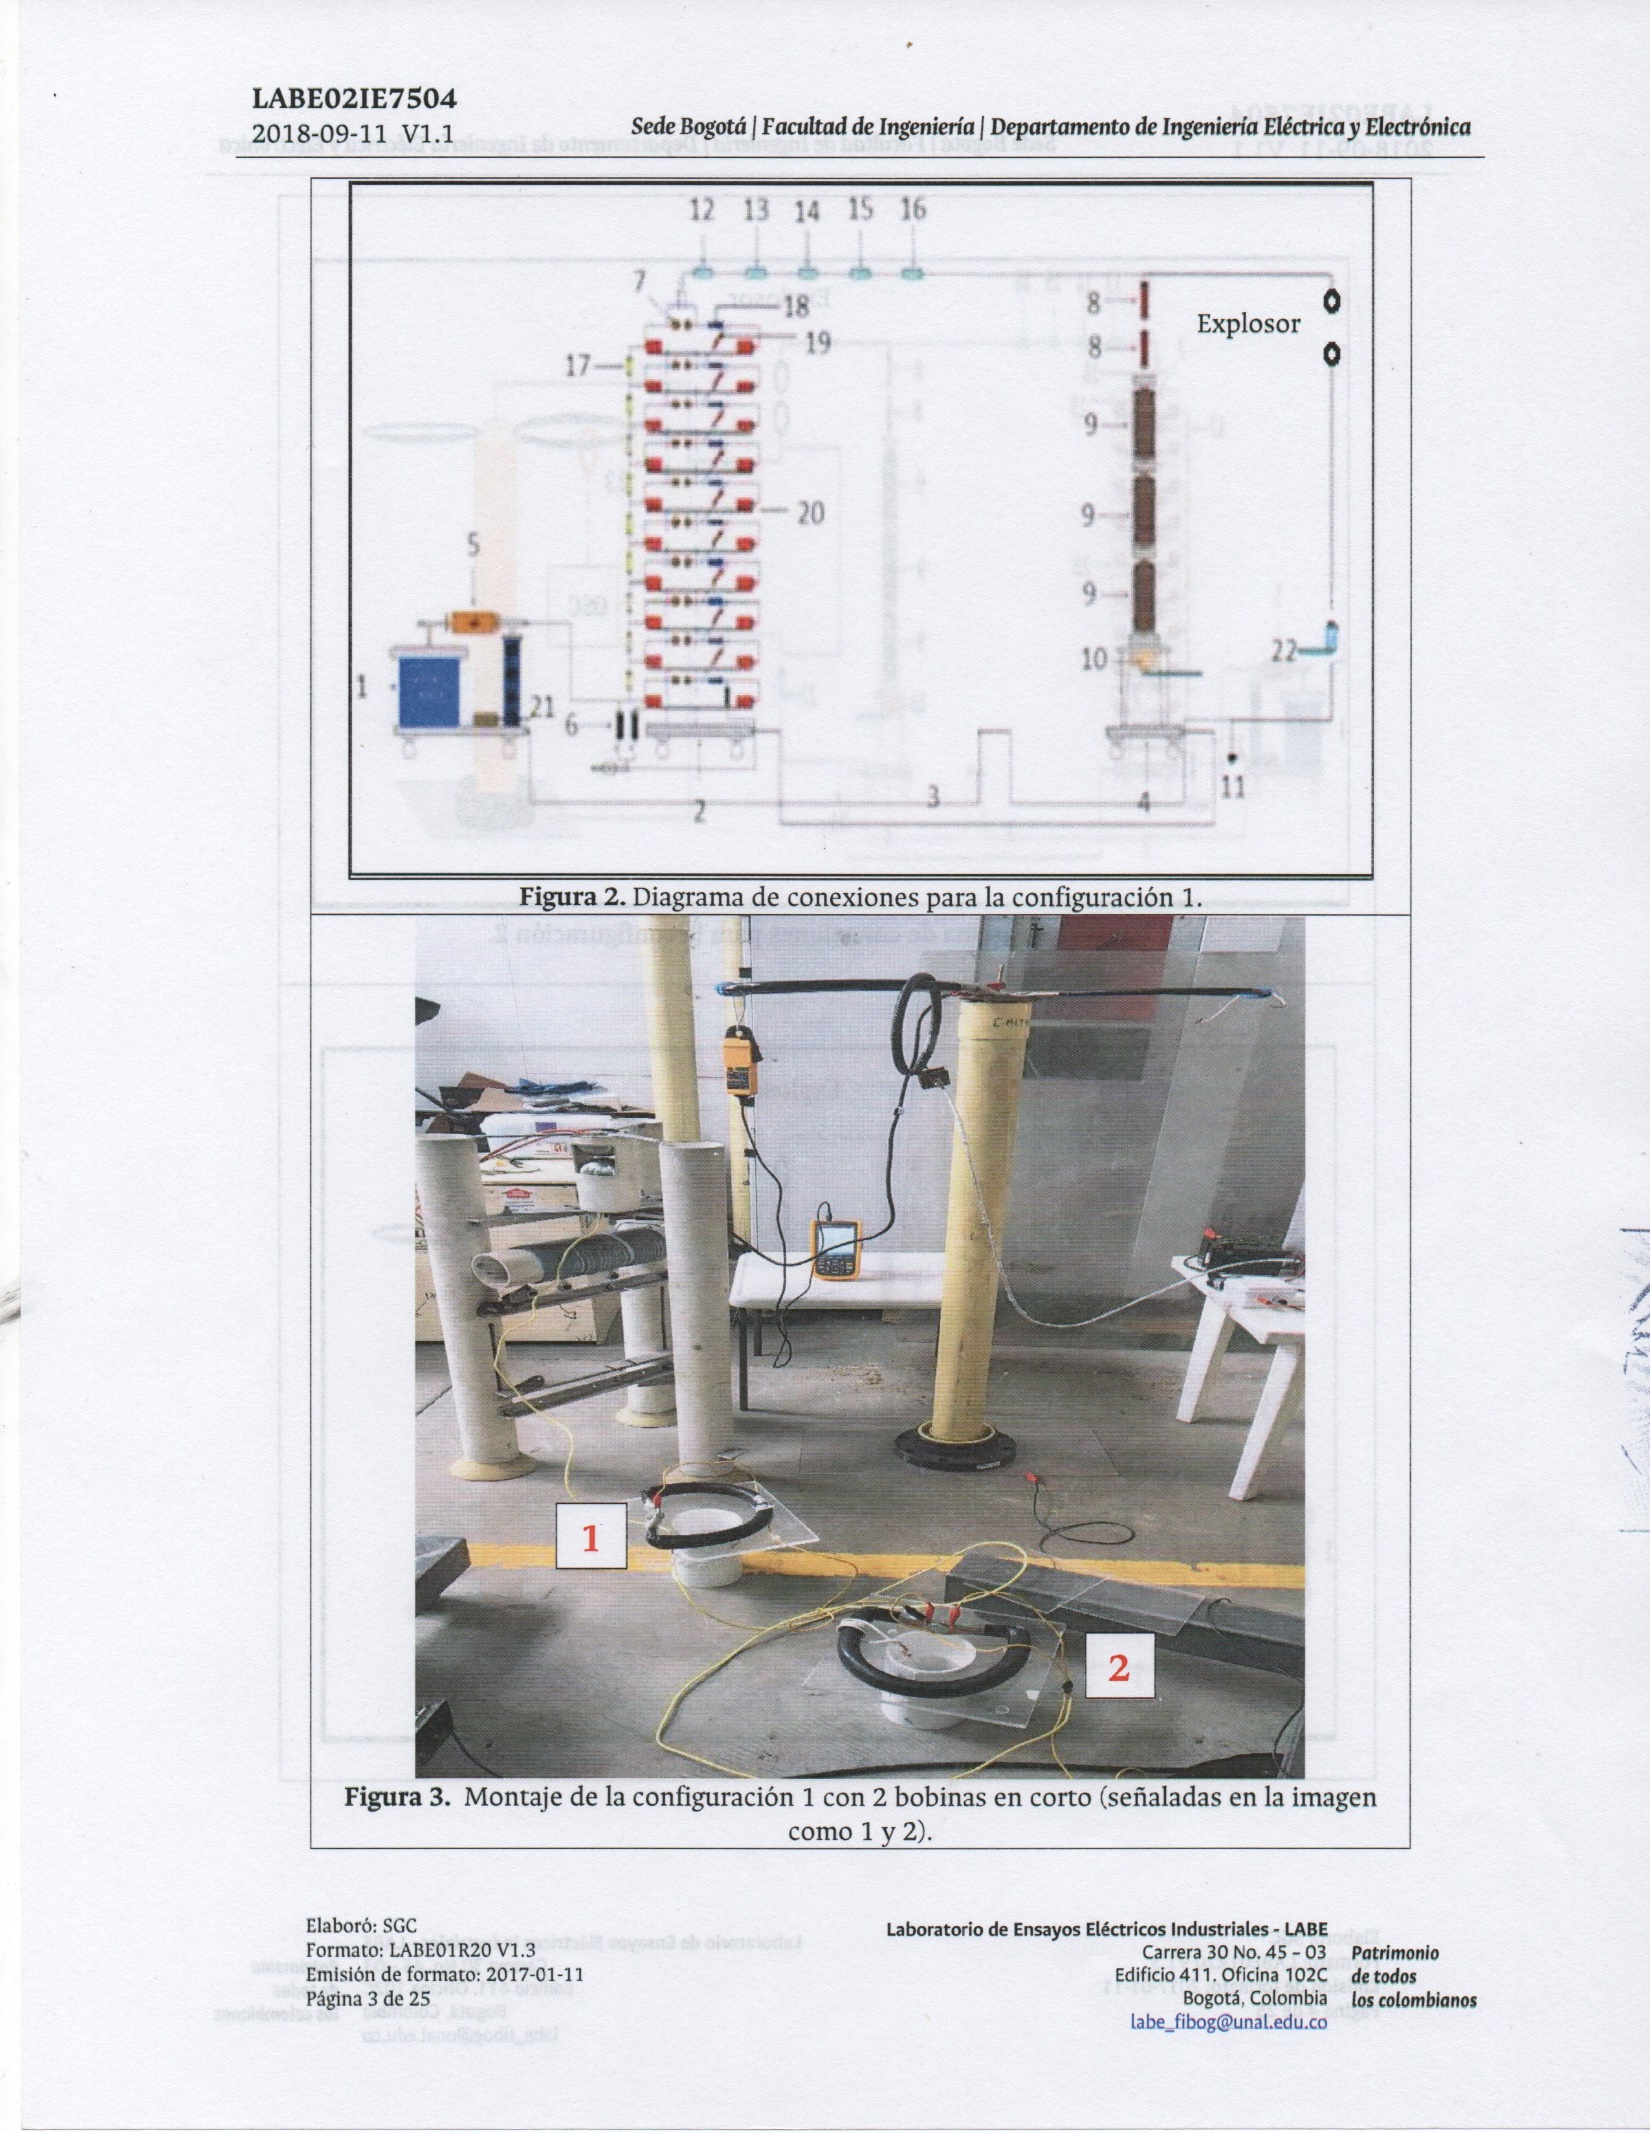 LABE02IE7504
2018-09-11 V1.1
Sede Bogotá | Facultad de Ingeniería | Departamento de Ingeniería Eléctrica y Electrónica
12 13 14 15 16
7
18
19
17
20
5
1
21
6
2
3
4
8
8
Explosor
9
9
9
10
22
11
Figura 2. Diagrama de conexiones para la configuración 1.
1
2
Figura 3. Montaje de la configuración 1 con 2 bobinas en corto (señaladas en la imagen
como 1 y 2).
Elaboró: SGC
Formato: LABE01R20 V1.3
Emisión de formato: 2017-01-11
Página 3 de 25
Laboratorio de Ensayos Eléctricos Industriales - LABE
Carrera 30 No. 45 – 03
Edificio 411. Oficina 102C
Bogotá, Colombia
labe_fibog@unal.edu.co
Patrimonio
de todos
los colombianos